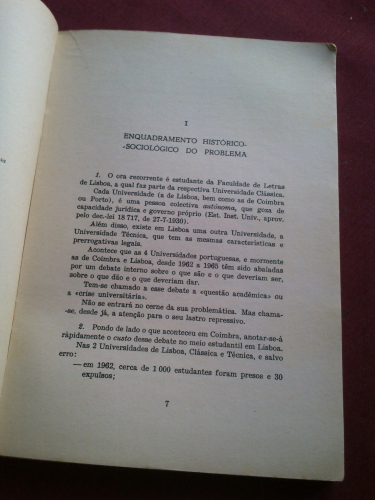 I
ENQUADRAMENTO HISTÓRICO-
-SOCIOLÓGICO DO PROBLEMA
1. O ora recorrente é estudante da Faculdade de Letras
de Lisboa, a qual faz parte da respectiva Universidade Clássica.
Cada Universidade (a de Lisboa, bem como as de Coimbra
ou Porto), é uma pessoa colectiva autónoma, que goza de
capacidade jurídica e governo próprio (Est. Inst. Univ., aprov.
pelo dec.-lei 18 717, de 27-7-1930).
Além disso, existe em Lisboa uma outra Universidade, a
Universidade Técnica, que tem as mesmas características e
prerrogativas legais.
Acontece que as 4 Universidades portuguesas, e mormente
as de Coimbra e Lisboa, desde 1962 a 1965 têm sido abaladas
por um debate interno sobre o que são e o que deveriam ser,
sobre o que dão e o que deveriam dar.
Tem-se chamado a esse debate a «questão académica» ou
a «crise universitária».
Não se entrará no cerne da sua problemática. Mas chama-
-se, desde já, a atenção para o seu lastro repressivo.
2. Pondo de lado o que aconteceu em Coimbra, anotar-se-á
ràpidamente o custo desse debate no meio estudantil em Lisboa.
Nas 2 Universidades de Lisboa, Clássica e Técnica, e salvo
erro:
— em 1962, cerca de 1 000 estudantes foram presos e 30
expulsos;
7